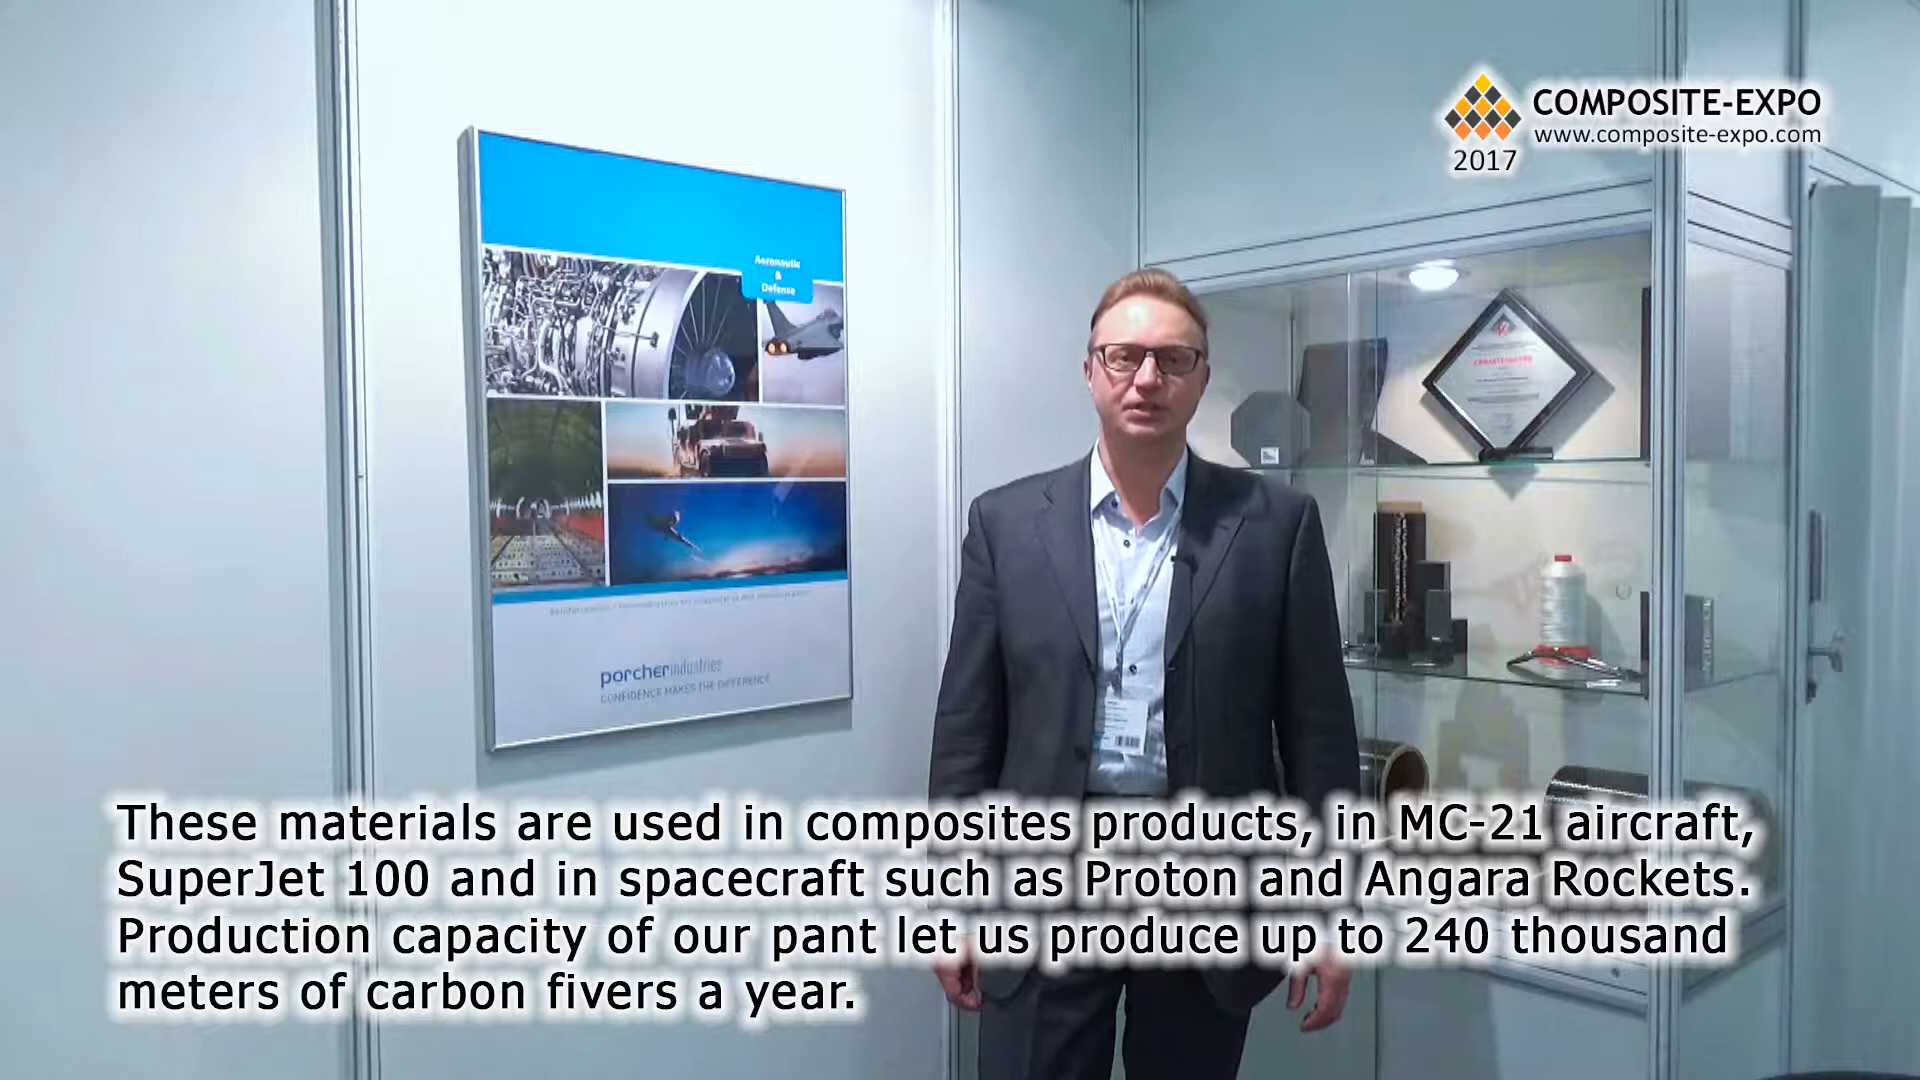 COMPOSITE-EXPO
www.composite-expo.com
2017
Aeronautic
&
Defense
porcher industries
CONFIDENCE MAKES THE DIFFERENCE
These materials are used in composites products, in MC-21 aircraft,
SuperJet 100 and in spacecraft such as Proton and Angara Rockets.
Production capacity of our pant let us produce up to 240 thousand
meters of carbon fivers a year.